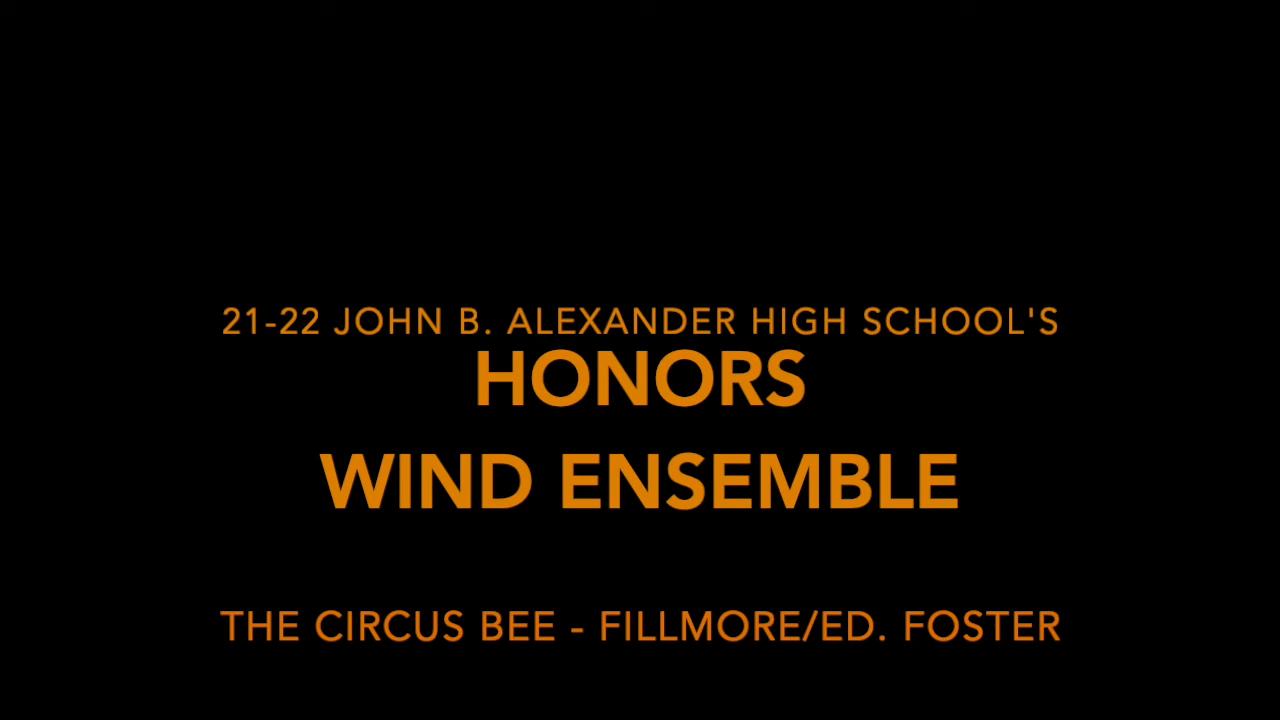 21-22 JOHN B. ALEXANDER HIGH SCHOOL'S
HONORS
WIND ENSEMBLE
THE CIRCUS BEE - FILLMORE/ED. FOSTER